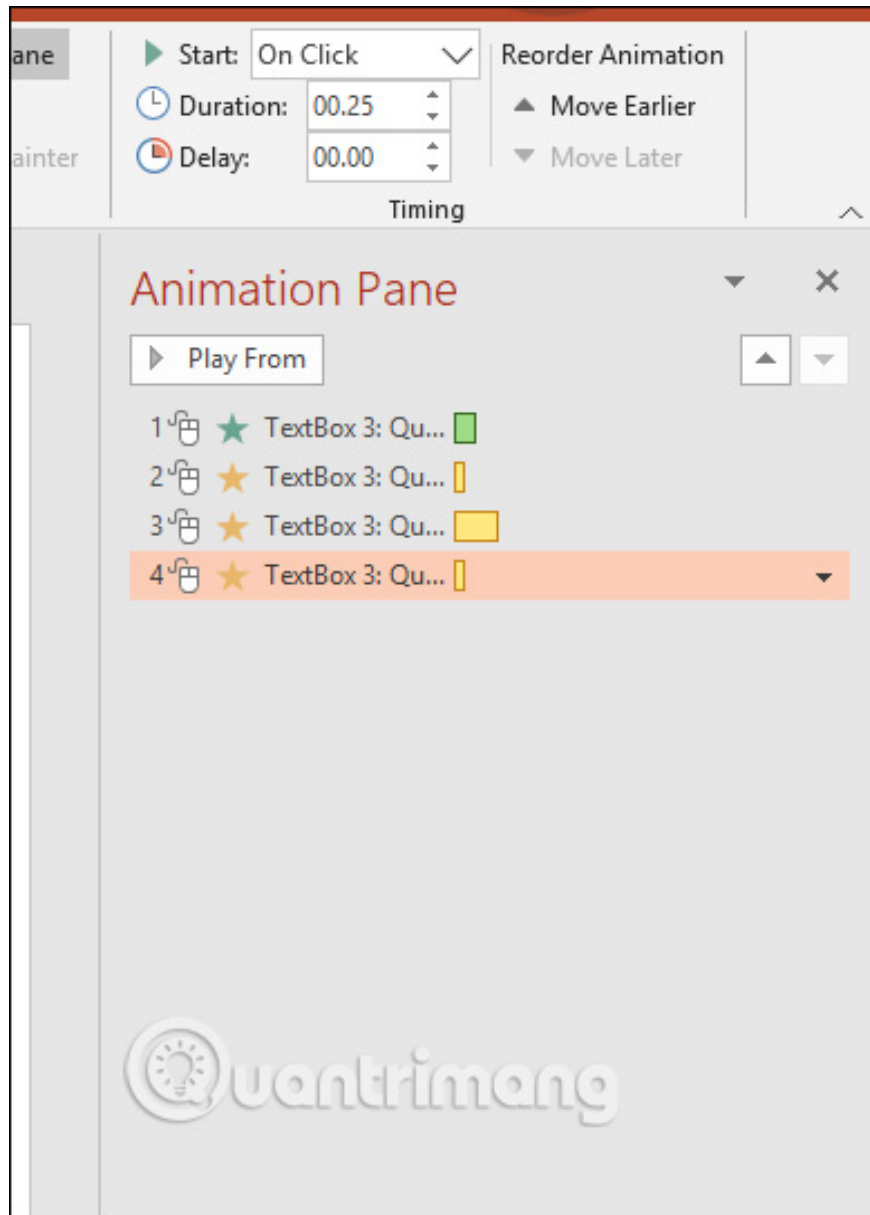 ane
Start: On Click
Reorder Animation
Duration: 00.25
Move Earlier
ainter
Delay: 00.00
Move Later
Timing
Animation Pane
Play From
1 TextBox 3: Qu...
2 TextBox 3: Qu...
3 TextBox 3: Qu...
4 TextBox 3: Qu...
Quantrimang